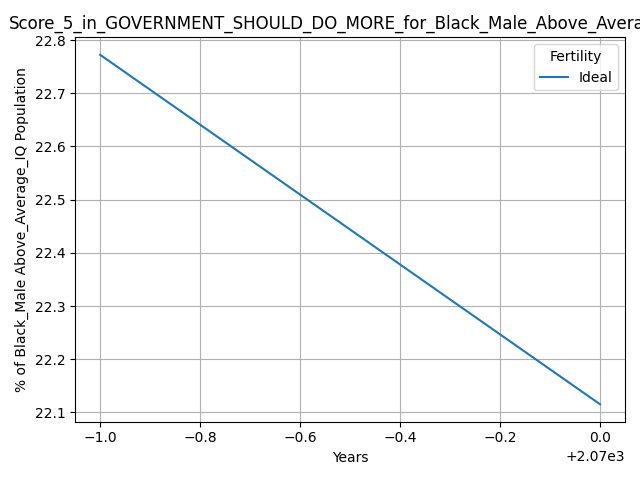 Score_5_in_GOVERNMENT_SHOULD_DO_MORE_for_Black_Male_Above_Avera
22.8
22.7
22.6
22.5
22.4
22.3
22.2
22.1
% of Black_Male Above_Average_IQ Population
Fertility
Ideal
−1.0 −0.8 −0.6 −0.4 −0.2 0.0
+2.07e3
Years